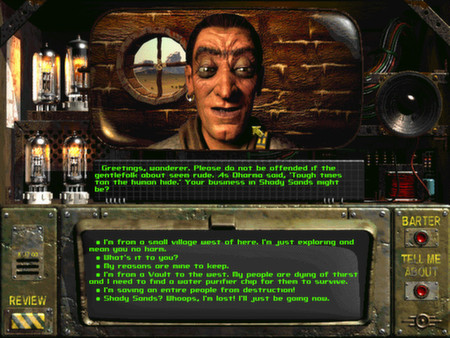 Greetings, wanderer. Please do not be offended if the
gentlefolk about seen rude. As Dharma said, 'Tough times
tan the human hide.' Your business in Shady Sands might
be?
BARTER
TELL ME
ABOUT
REVIEW
■ I'm from a small village west of here. I'm just exploring and
mean you no harm.
■ What's it to you?
■ My reasons are mine to keep.
■ I'm from a Vault to the west. My people are dying of thirst
and I need to find a water purifier chip for them to survive.
■ I'm saving an entire people from destruction!
■ Shady Sands? Whoops, I'm lost! I'll just be going now.